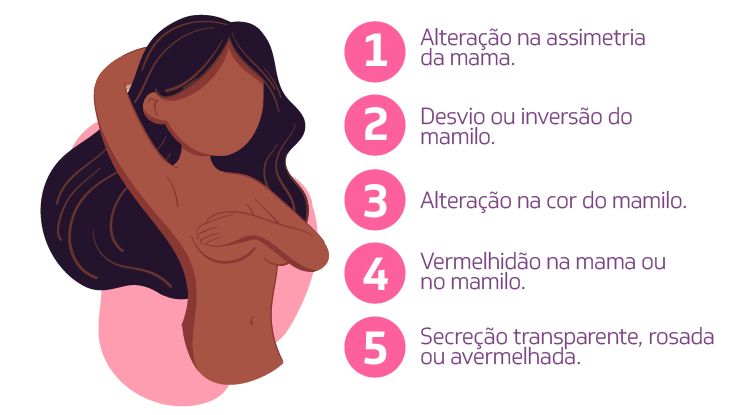 1
Alteração na assimetria
da mama.
2
Desvio ou inversão do
mamilo.
3
Alteração na cor do mamilo.
4
Vermelhidão na mama ou
no mamilo.
5
Secreção transparente, rosada
ou avermelhada.